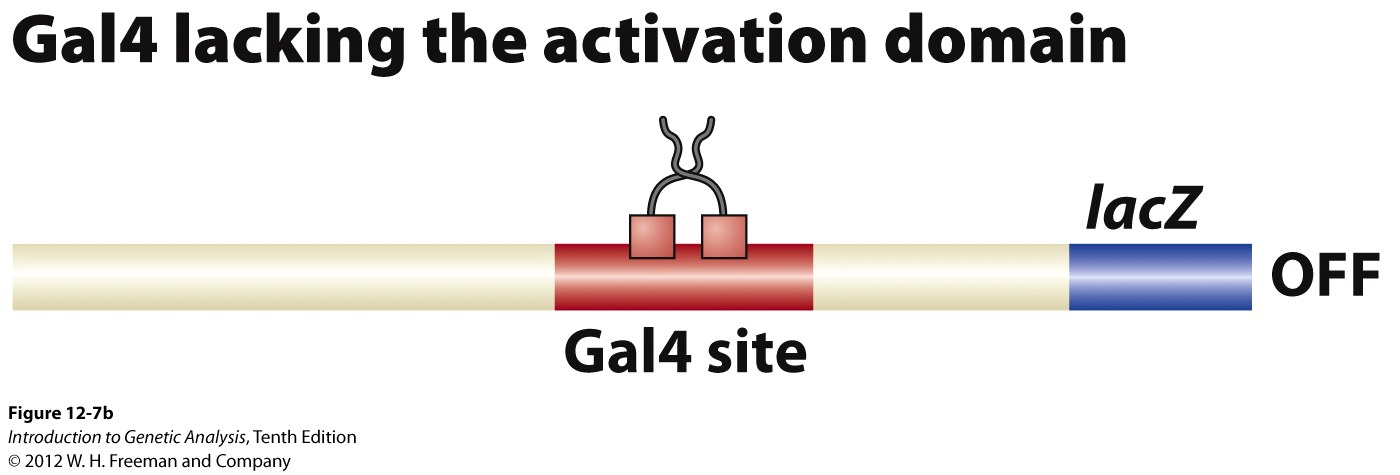 Gal4 lacking the activation domain
lacZ
OFF
Gal4 site
Figure 12-7b
Introduction to Genetic Analysis, Tenth Edition
© 2012 W. H. Freeman and Company